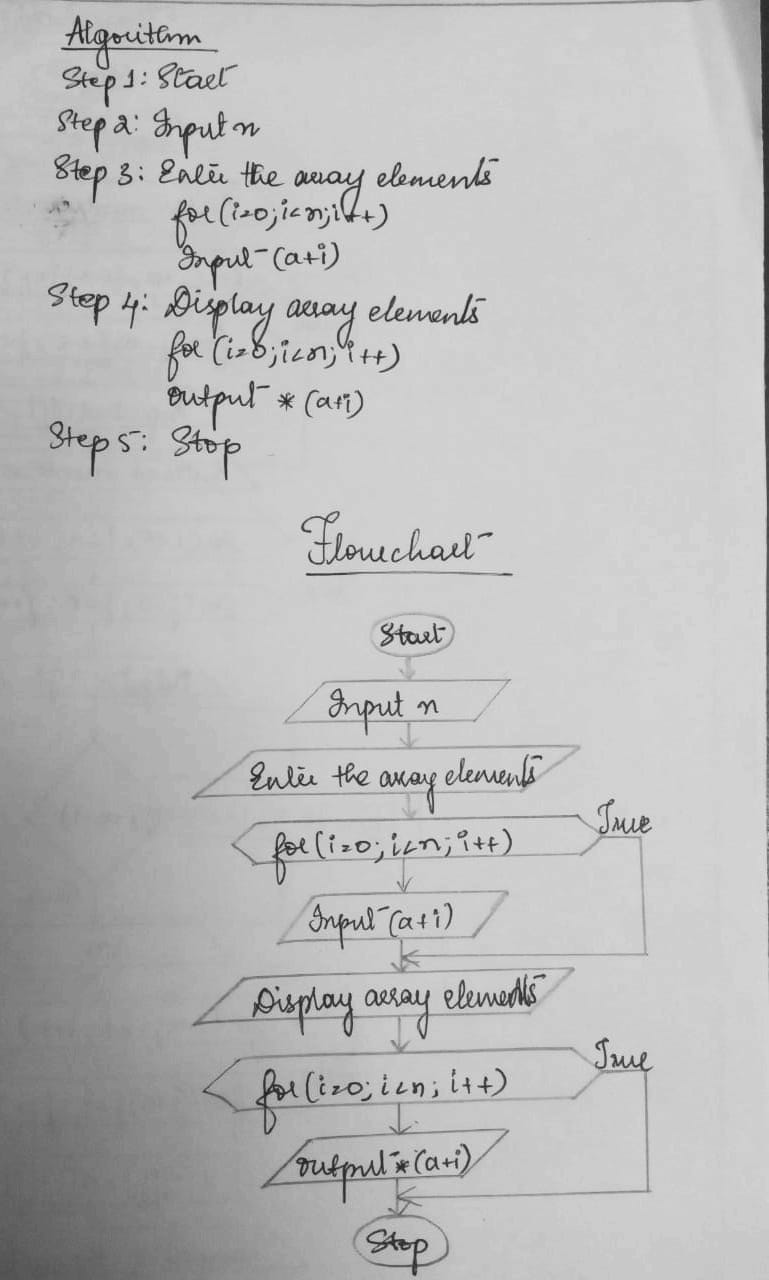 Algorithm
Step 1: Start
Step 2: Input n
Step 3: Enter the array elements
for(i=0;i<n;i++)
Input (a+i)
Step 4: Display array elements
for (i=0;i<n;i++)
output *(a+i)
Step 5: Stop
Flowchart
Start
Input n
Enter the array elements
True
for(i=0;i<n;i++)
Input (a+i)
Display array elements
True
for(i=0;i<n;i++)
output *(a+i)
Stop